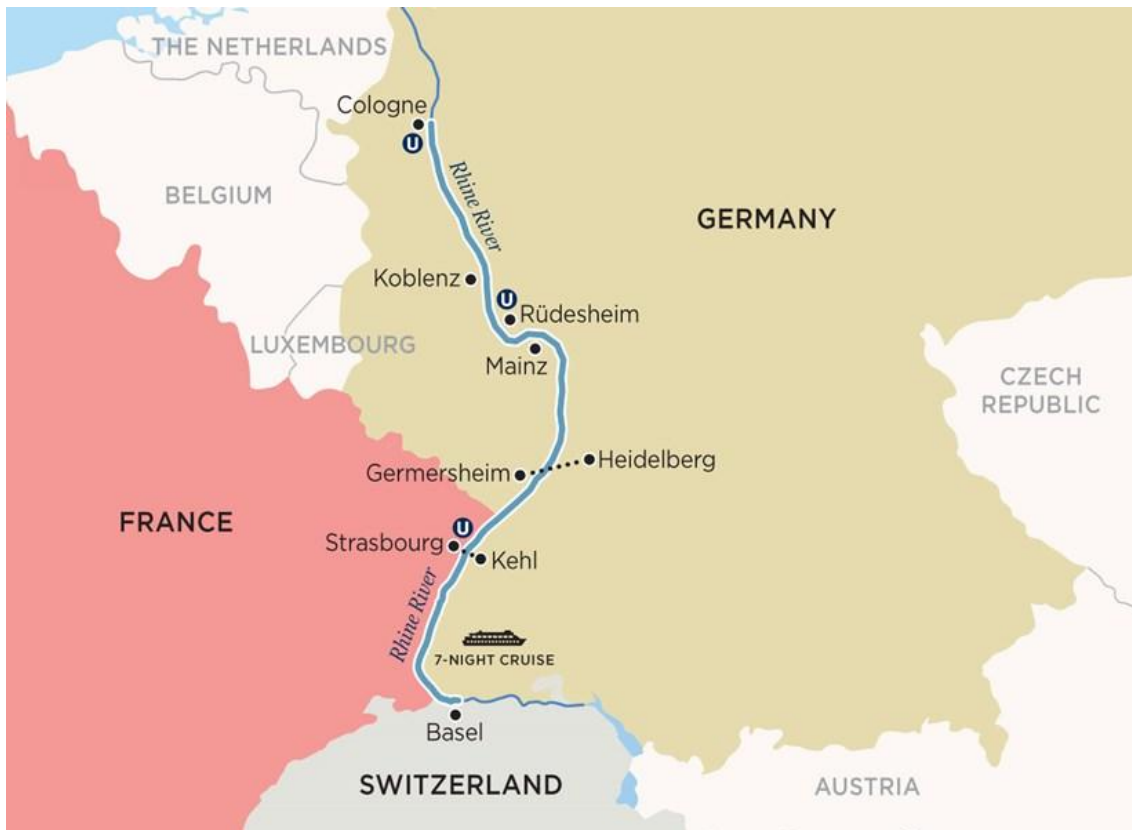 THE NETHERLANDS
Cologne
U
Rhine River
BELGIUM
GERMANY
Koblenz
U
Rüdesheim
LUXEMBOURG
Mainz
CZECH
REPUBLIC
Heidelberg
Germersheim
FRANCE
U
Strasbourg
Kehl
Rhine River
7-NIGHT CRUISE
Basel
SWITZERLAND
AUSTRIA